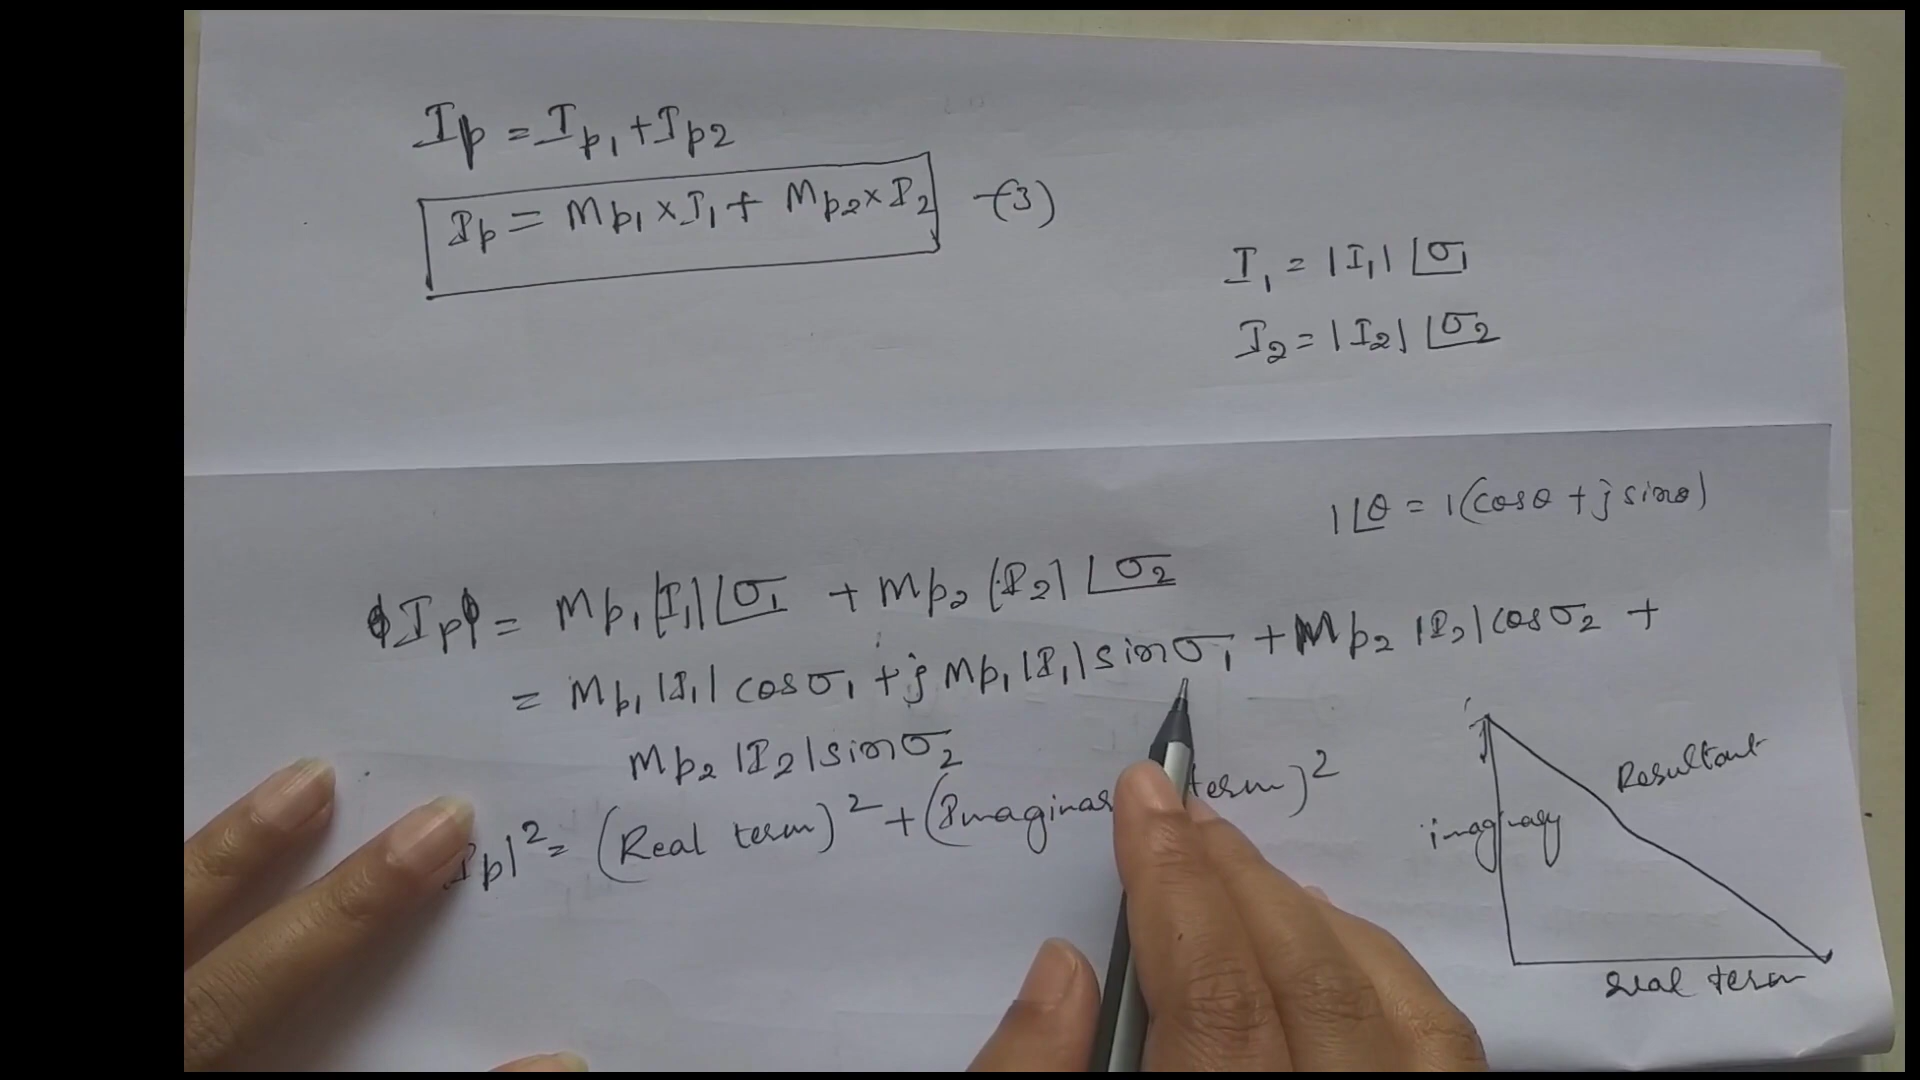 Ip = Ip1 + Ip2
Ip = Mp1 × I1 + Mp2 × I2 -(3)
I1 = |I1| ∠σ1
I2 = |I2| ∠σ2
1∠θ = 1(cosθ + j sinθ)
Ip = Mp1 |I1| ∠σ1 + Mp2 |I2| ∠σ2
= Mp1 |I1| cosσ1 + j Mp1 |I1| sinσ1 + Mp2 |I2| cosσ2 +
Mp2 |I2| sinσ2
Ip|² = (Real term)² + (Imaginar term)²
Resultant
imaginary
real term